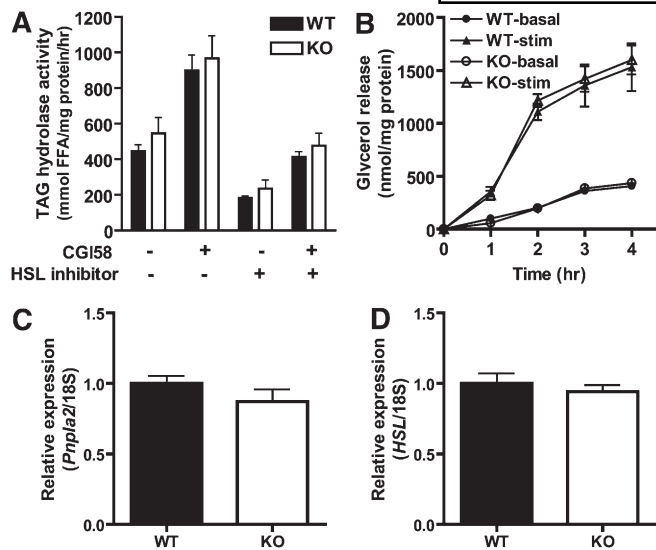 A
1200
1000
800
600
400
200
0
TAG hydrolase activity
(mmol FFA/mg protein/hr)
WT
KO
CGI58 - + - +
HSL inhibitor - - + +
B
2000
1500
1000
500
0
Glycerol release
(nmol/mg protein)
WT-basal
WT-stim
KO-basal
KO-stim
0 1 2 3 4
Time (hr)
C
1.5
1.0
0.5
0.0
Relative expression
(Pnpla2/18S)
WT KO
D
1.5
1.0
0.5
0.0
Relative expression
(HSL/18S)
WT KO